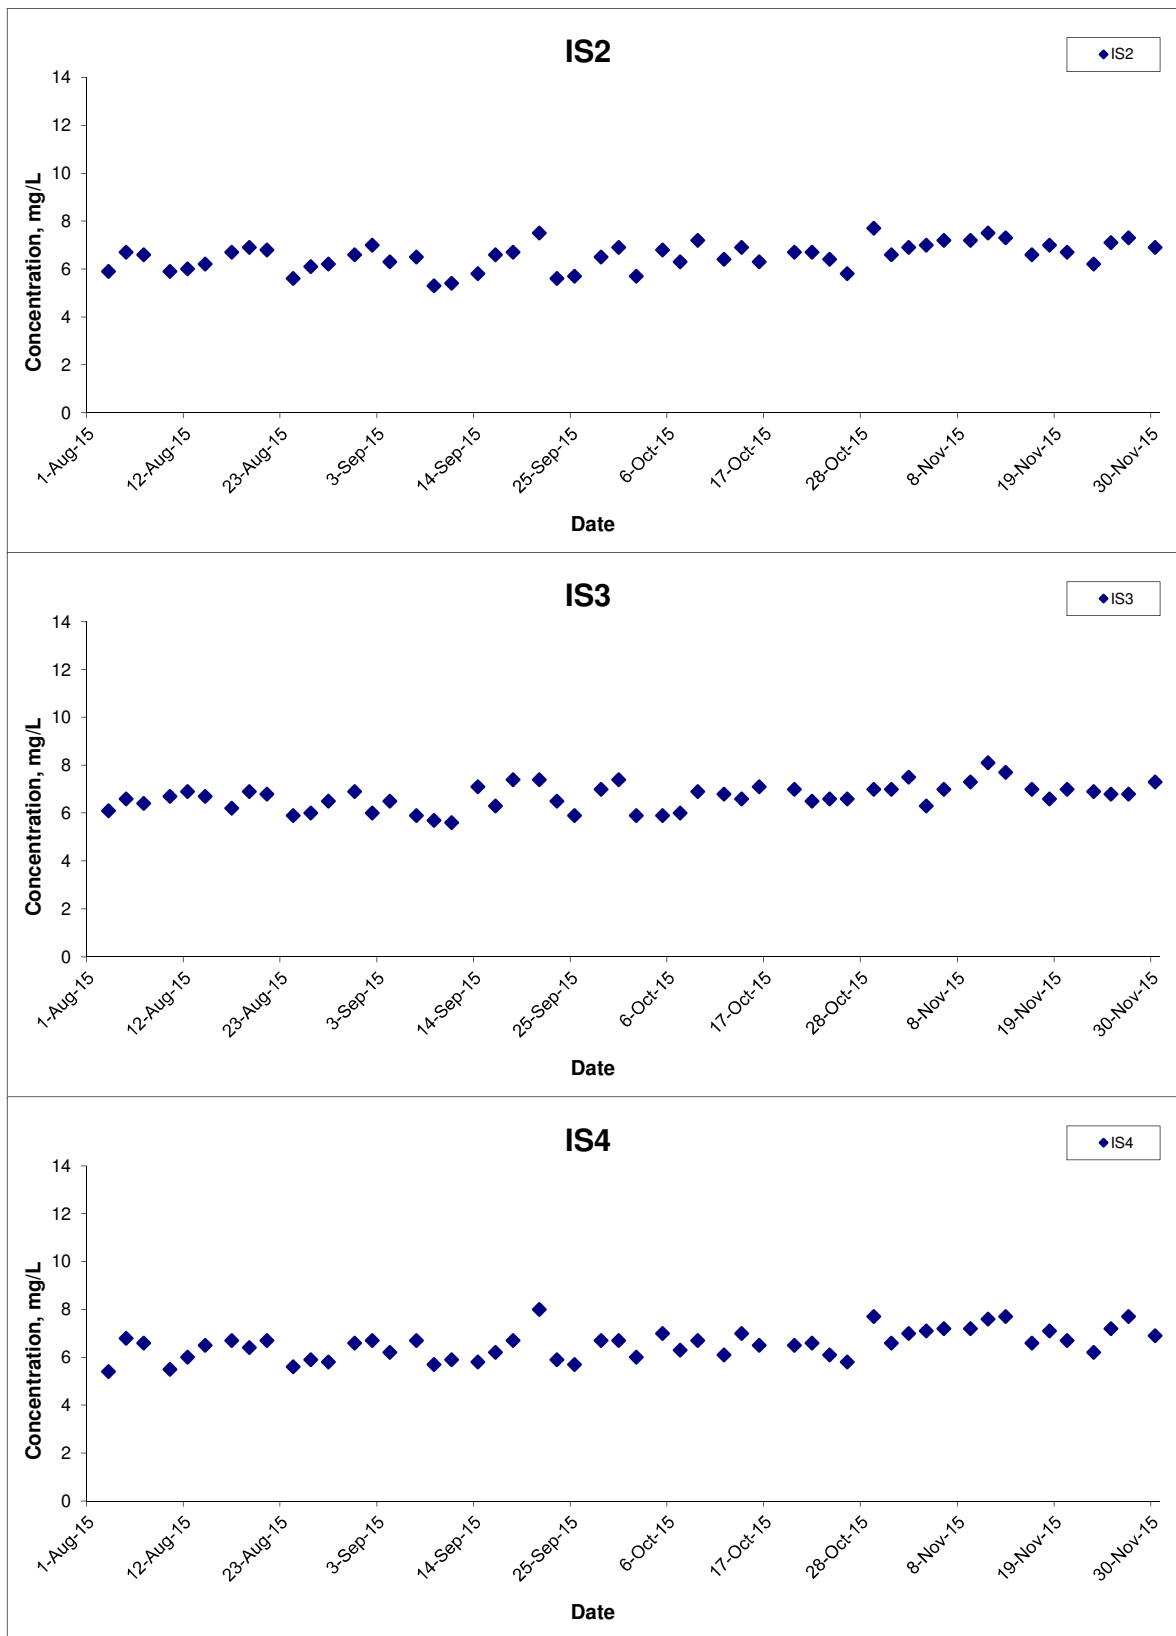 IS2
IS2
14
12
10
8
6
4
2
0
Concentration, mg/L
1-Aug-15
12-Aug-15
23-Aug-15
3-Sep-15
14-Sep-15
25-Sep-15
6-Oct-15
17-Oct-15
28-Oct-15
8-Nov-15
19-Nov-15
30-Nov-15
Date
IS3
IS3
14
12
10
8
6
4
2
0
Concentration, mg/L
1-Aug-15
12-Aug-15
23-Aug-15
3-Sep-15
14-Sep-15
25-Sep-15
6-Oct-15
17-Oct-15
28-Oct-15
8-Nov-15
19-Nov-15
30-Nov-15
Date
IS4
IS4
14
12
10
8
6
4
2
0
Concentration, mg/L
1-Aug-15
12-Aug-15
23-Aug-15
3-Sep-15
14-Sep-15
25-Sep-15
6-Oct-15
17-Oct-15
28-Oct-15
8-Nov-15
19-Nov-15
30-Nov-15
Date